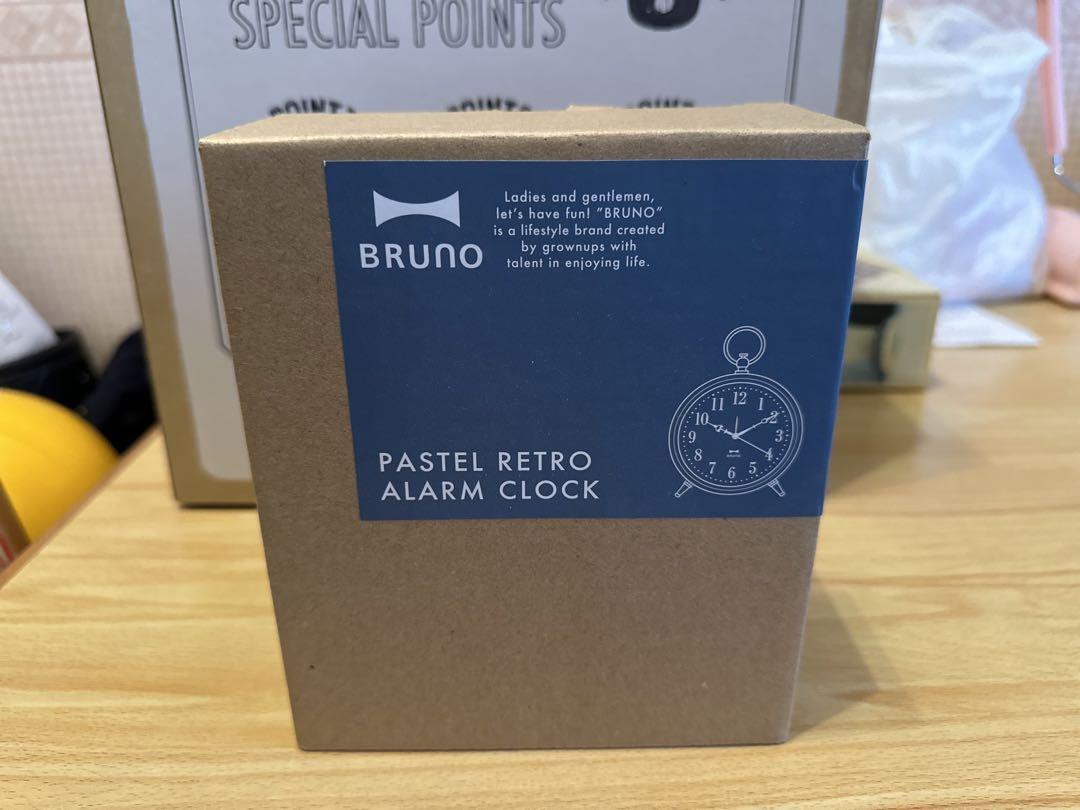 SPECIAL POINTS
BRUNO
Ladies and gentlemen,
let's have fun! "BRUNO"
is a lifestyle brand created
by grownups with
talent in enjoying life.
12
11 1
10 2
9 3
BRUNO
8 4
7 6 5
PASTEL RETRO
ALARM CLOCK